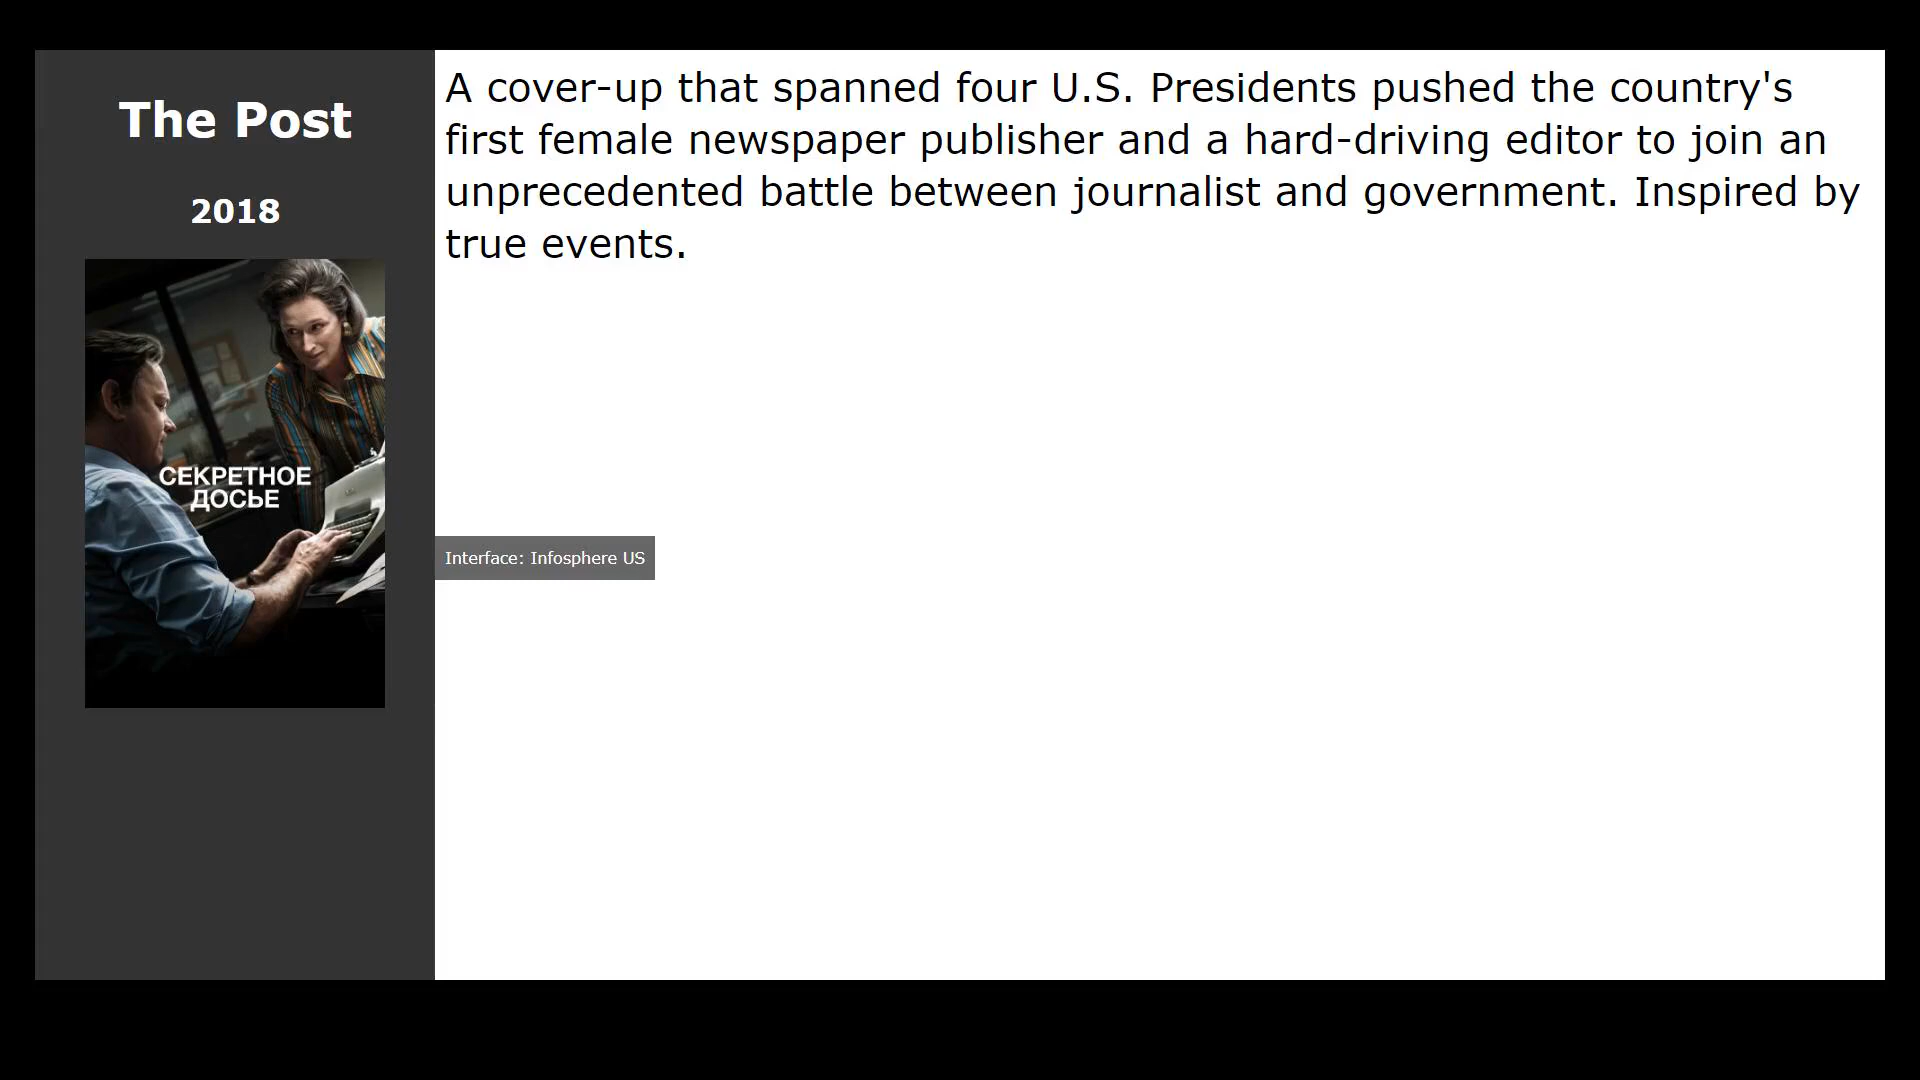 The Post
2018
СЕКРЕТНОЕ
ДОСЬЕ
A cover-up that spanned four U.S. Presidents pushed the country's
first female newspaper publisher and a hard-driving editor to join an
unprecedented battle between journalist and government. Inspired by
true events.
Interface: Infosphere US